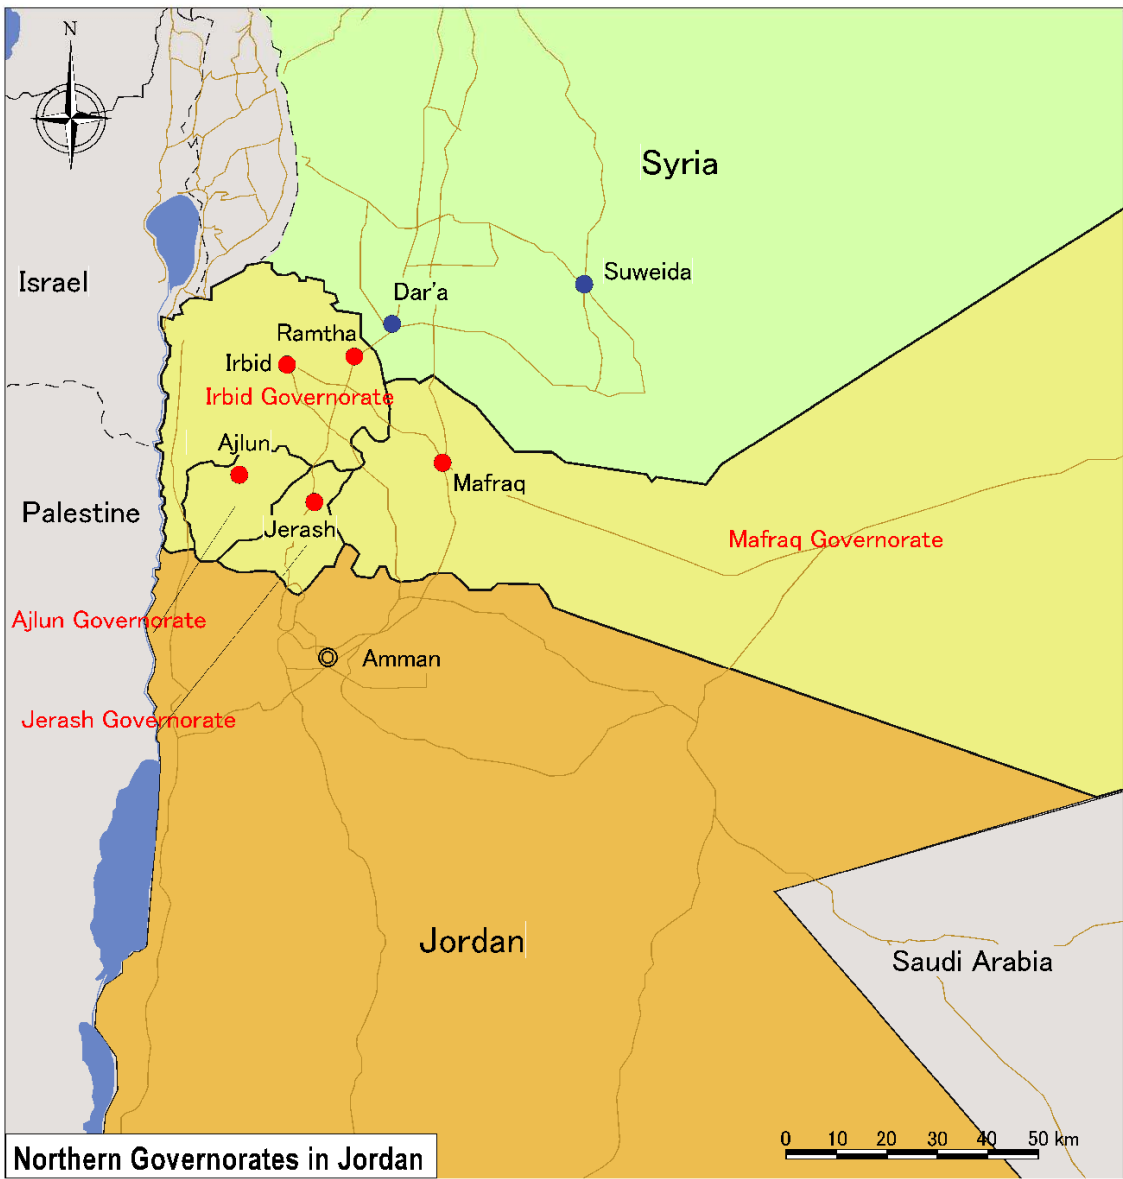 N
Syria
Israel
Suweida
Dar'a
Ramtha
Irbid
Irbid Governorate
Ajlun
Mafraq
Palestine
Jerash
Mafraq Governorate
Ajlun Governorate
Amman
Jerash Governorate
Jordan
Saudi Arabia
0 10 20 30 40 50 km
Northern Governorates in Jordan